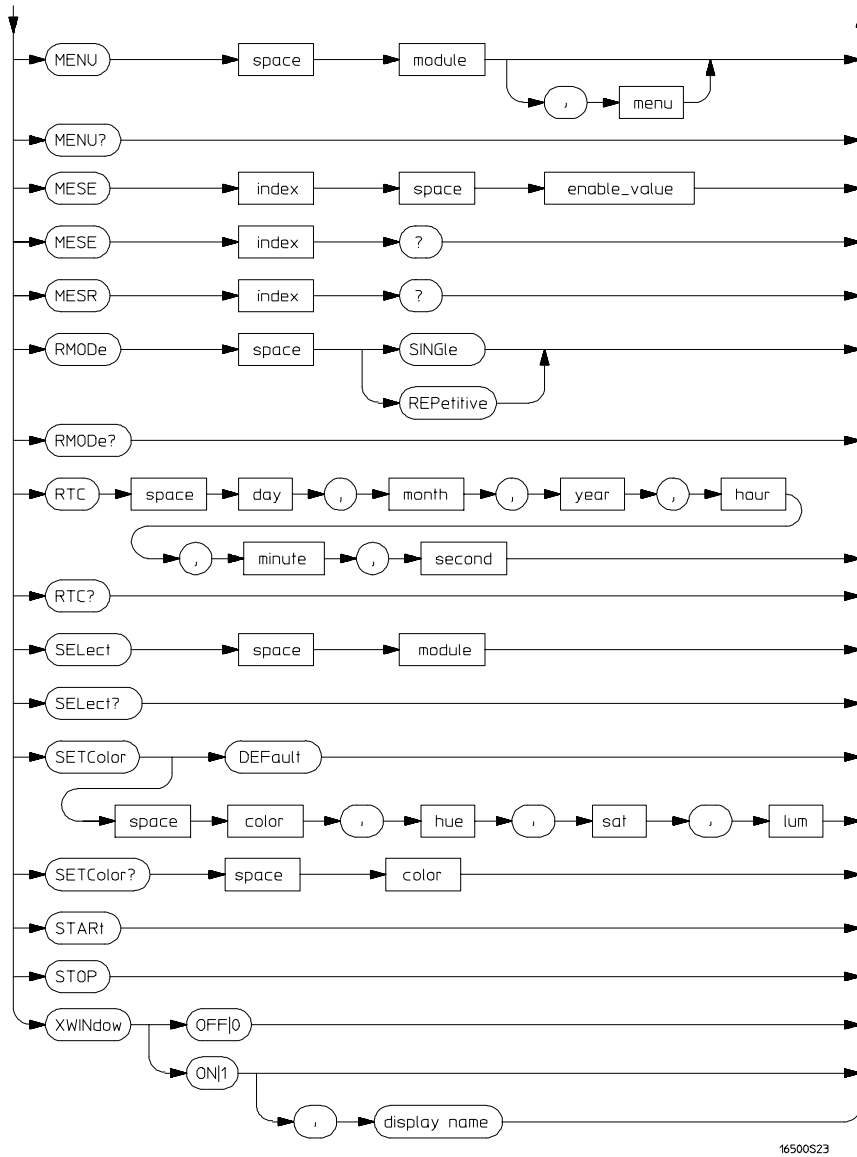 MENU space module
, menu
MENU?
MESE index space enable_value
MESE index ?
MESR index ?
RMODe space SINGle
REPetitive
RMODe?
RTC space day , month , year , hour
, minute , second
RTC?
SELect space module
SELect?
SETColor DEFault
space color , hue , sat , lum
SETColor? space color
STARt
STOP
XWINdow OFF|0
ON|1
, display name
16500S23